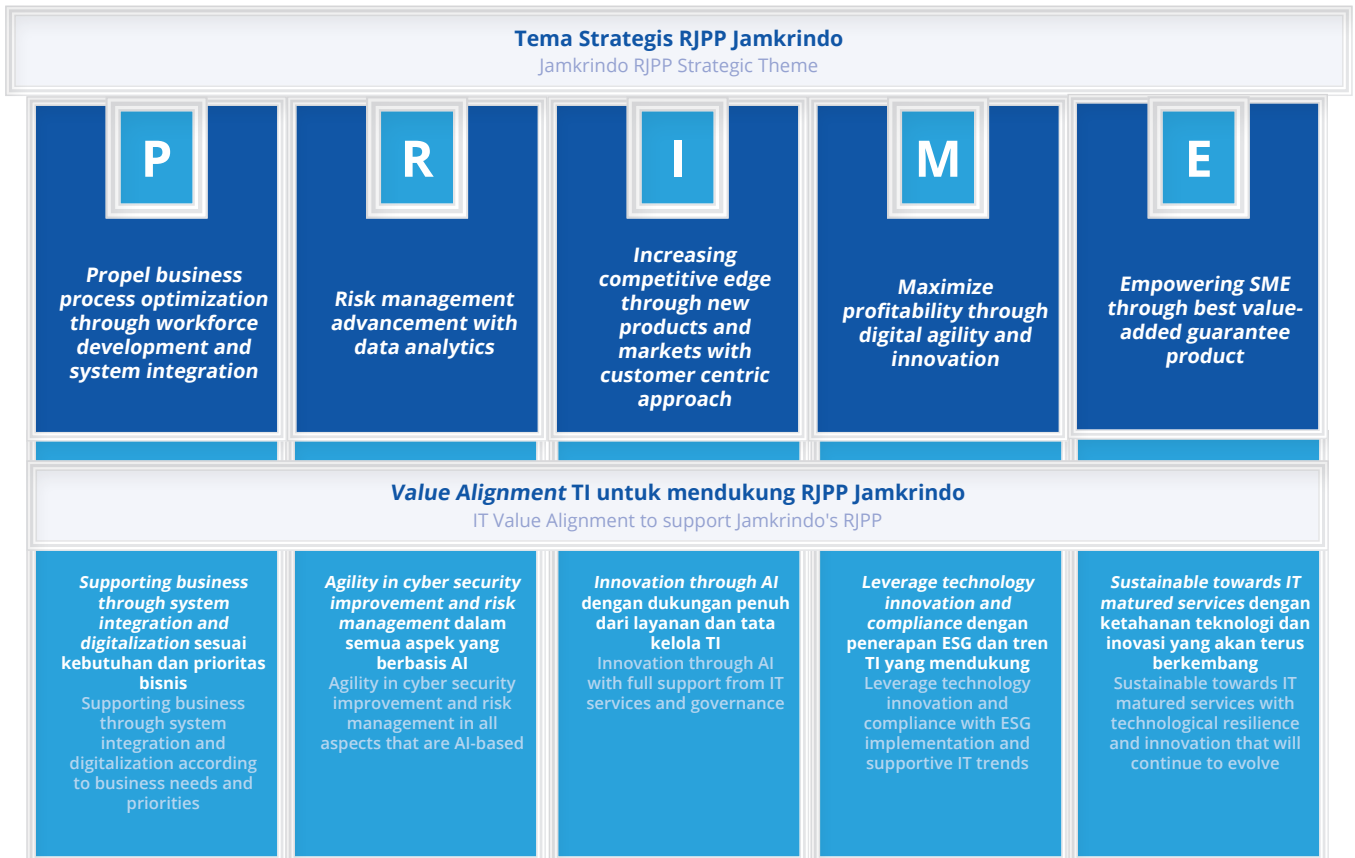 Tema Strategis RJPP Jamkrindo
Jamkrindo RJPP Strategic Theme
P
Propel business
process optimization
through workforce
development and
system integration
R
Risk management
advancement with
data analytics
I
Increasing
competitive edge
through new
products and
markets with
customer centric
approach
M
Maximize
profitability through
digital agility and
innovation
E
Empowering SME
through best value-
added guarantee
product
Value Alignment TI untuk mendukung RJPP Jamkrindo
IT Value Alignment to support Jamkrindo's RJPP
Supporting business
through system
integration and
digitalization sesuai
kebutuhan dan prioritas
bisnis
Supporting business
through system
integration and
digitalization according
to business needs and
priorities
Agility in cyber security
improvement and risk
management dalam
semua aspek yang
berbasis AI
Agility in cyber security
improvement and risk
management in all
aspects that are AI-based
Innovation through AI
dengan dukungan penuh
dari layanan dan tata
kelola TI
Innovation through AI
with full support from IT
services and governance
Leverage technology
innovation and
compliance dengan
penerapan ESG dan tren
TI yang mendukung
Leverage technology
innovation and
compliance with ESG
implementation and
supportive IT trends
Sustainable towards IT
matured services dengan
ketahanan teknologi dan
inovasi yang akan terus
berkembang
Sustainable towards IT
matured services with
technological resilience
and innovation that will
continue to evolve